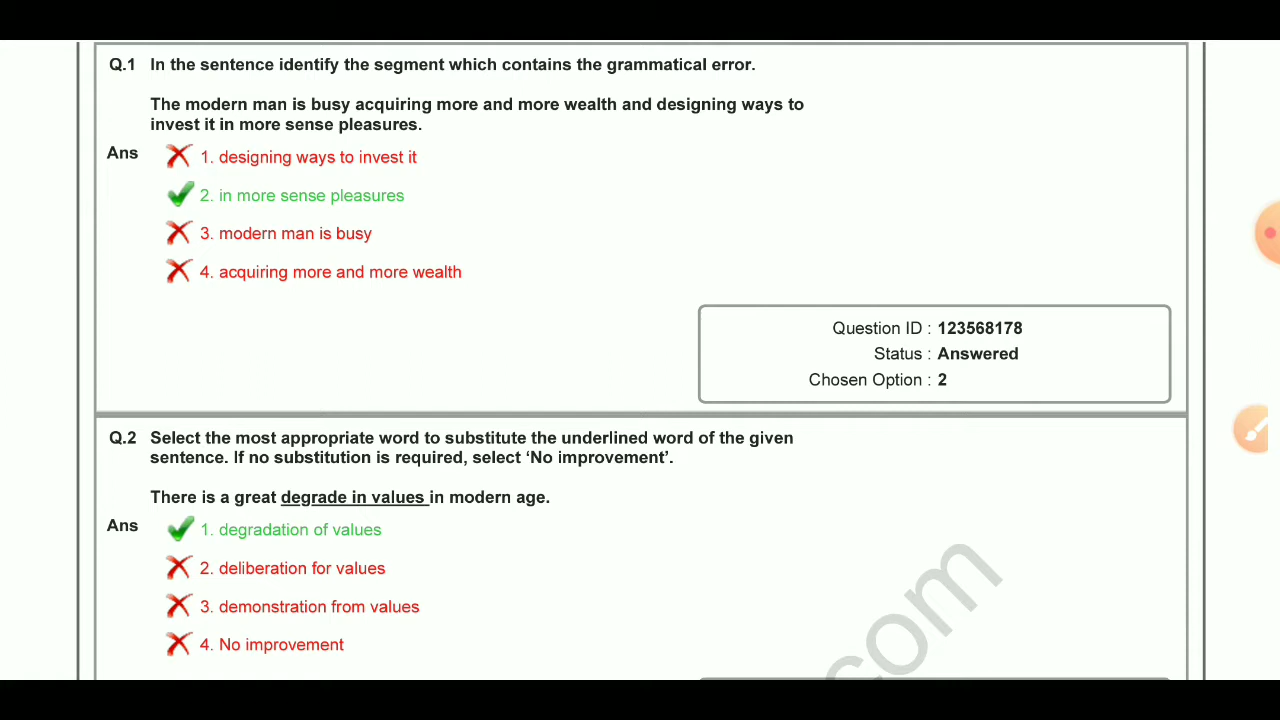 Q.1 In the sentence identify the segment which contains the grammatical error.
The modern man is busy acquiring more and more wealth and designing ways to
invest it in more sense pleasures.
Ans 1. designing ways to invest it
2. in more sense pleasures
3. modern man is busy
4. acquiring more and more wealth
Question ID : 123568178
Status : Answered
Chosen Option : 2
Q.2 Select the most appropriate word to substitute the underlined word of the given
sentence. If no substitution is required, select ‘No improvement’.
There is a great degrade in values in modern age.
Ans 1. degradation of values
2. deliberation for values
3. demonstration from values
4. No improvement
.com